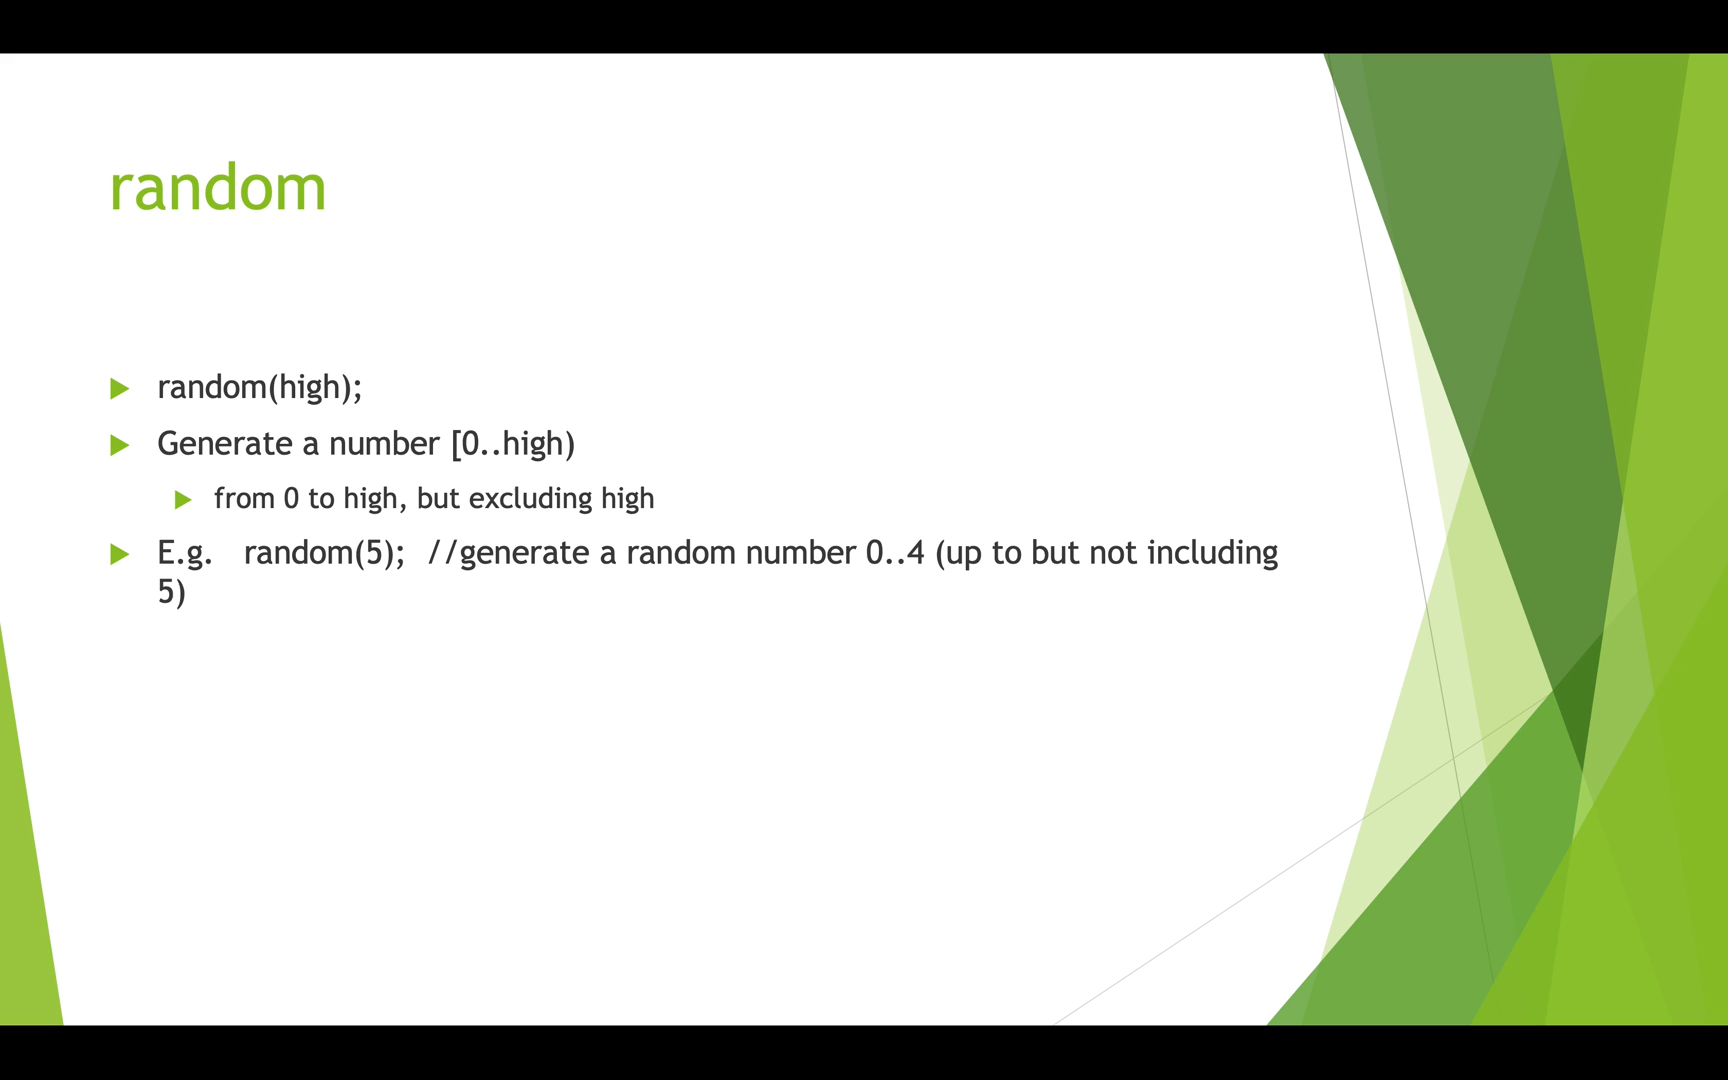 random
random(high);
Generate a number [0..high)
from 0 to high, but excluding high
E.g. random(5); //generate a random number 0..4 (up to but not including
5)